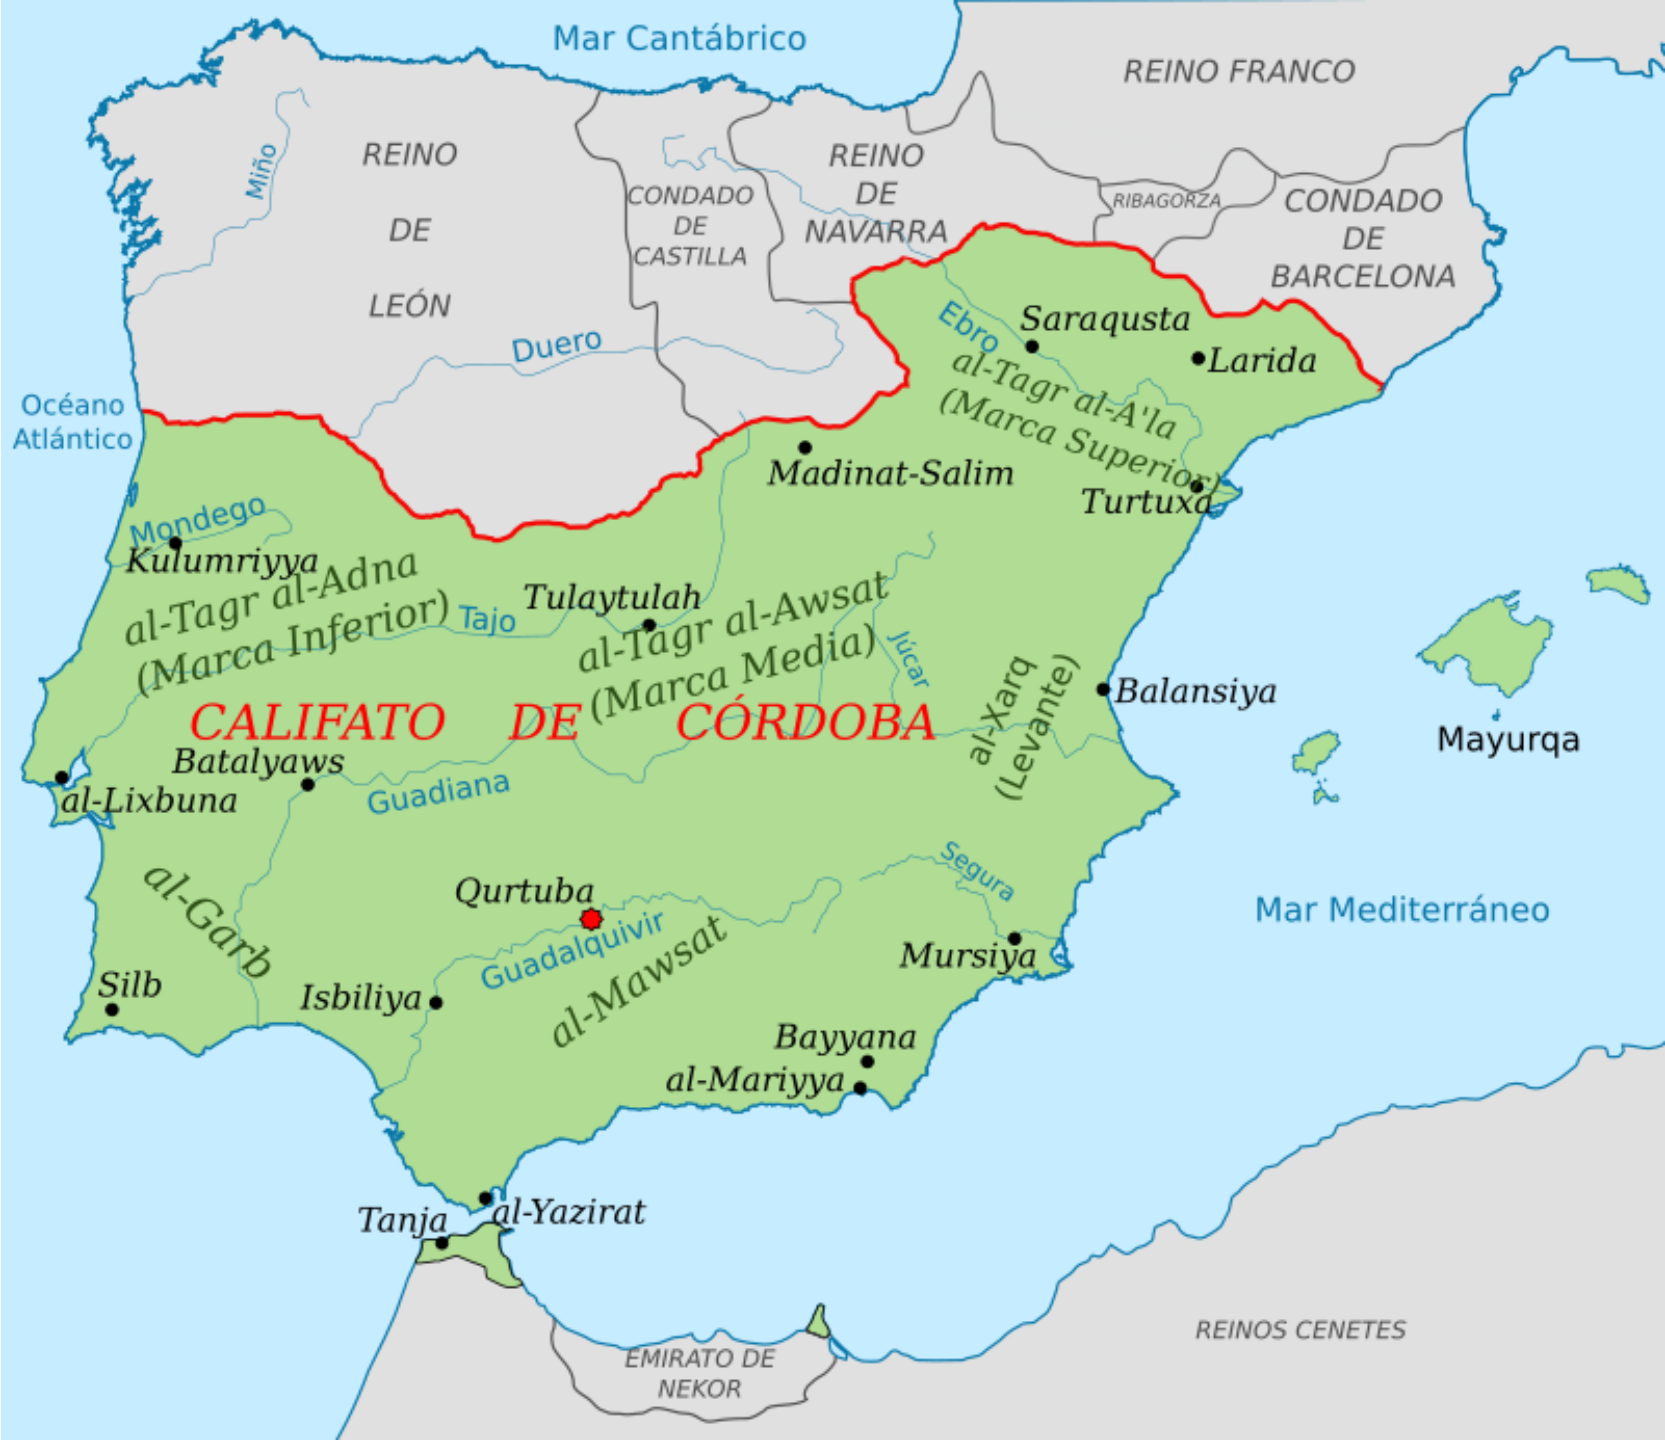 Mar Cantábrico
REINO FRANCO
Miño
REINO
DE
LEÓN
CONDADO
DE
CASTILLA
REINO
DE
NAVARRA
RIBAGORZA
CONDADO
DE
BARCELONA
Duero
Ebro
Saraqusta
Larida
al-Tagr al-A'la
(Marca Superior)
Océano
Atlántico
Madinat-Salim
Turtuxa
Mondego
Kulumriyya
al-Tagr al-Adna
(Marca Inferior)
Tajo
Tulaytulah
al-Tagr al-Awsat
(Marca Media)
Júcar
al-Xarq
(Levante)
Balansiya
Mayurqa
CALIFATO DE CÓRDOBA
Batalyaws
al-Lixbuna
Guadiana
al-Garb
Qurtuba
Guadalquivir
al-Mawsat
Segura
Mursiya
Mar Mediterráneo
Silb
Isbiliya
Bayyana
al-Mariyya
Tanja
al-Yazirat
EMIRATO DE
NEKOR
REINOS CENETES